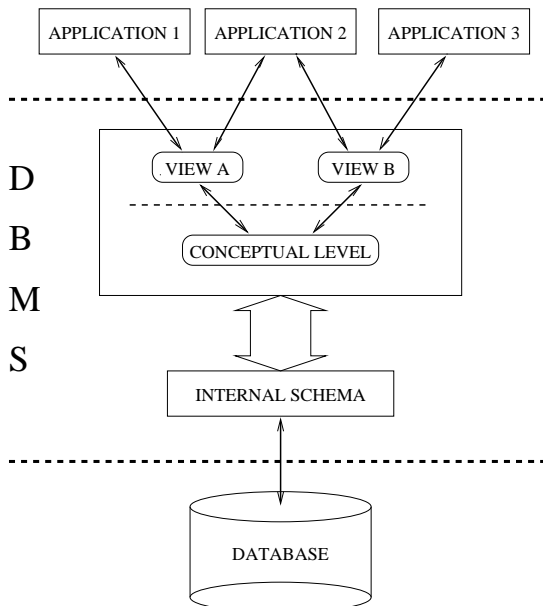 APPLICATION 1
APPLICATION 2
APPLICATION 3
VIEW A
VIEW B
CONCEPTUAL LEVEL
D
B
M
S
INTERNAL SCHEMA
DATABASE